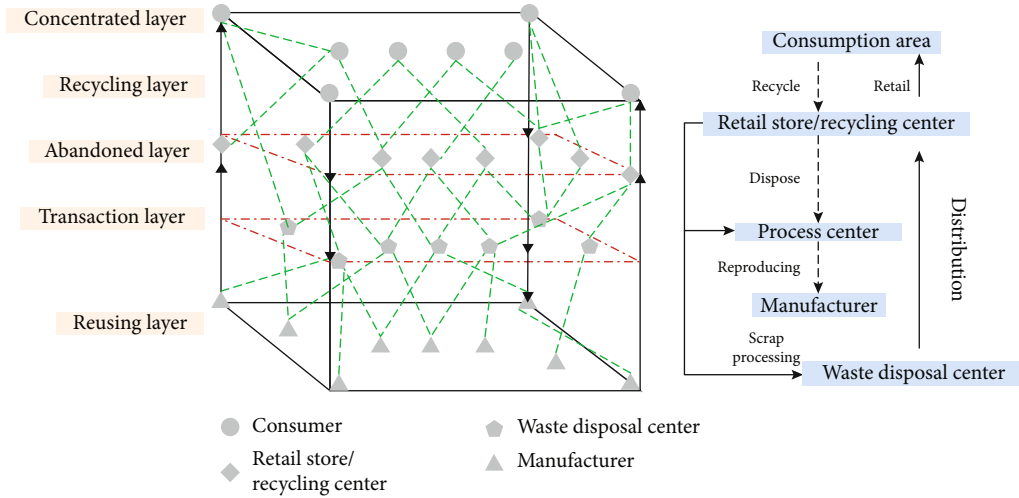 Concentrated layer
Recycling layer
Abandoned layer
Transaction layer
Reusing layer
Consumer
Retail store/
recycling center
Waste disposal center
Manufacturer
Consumption area
Recycle
Retail
Retail store/recycling center
Dispose
Process center
Reproducing
Manufacturer
Scrap
processing
Waste disposal center
Distribution